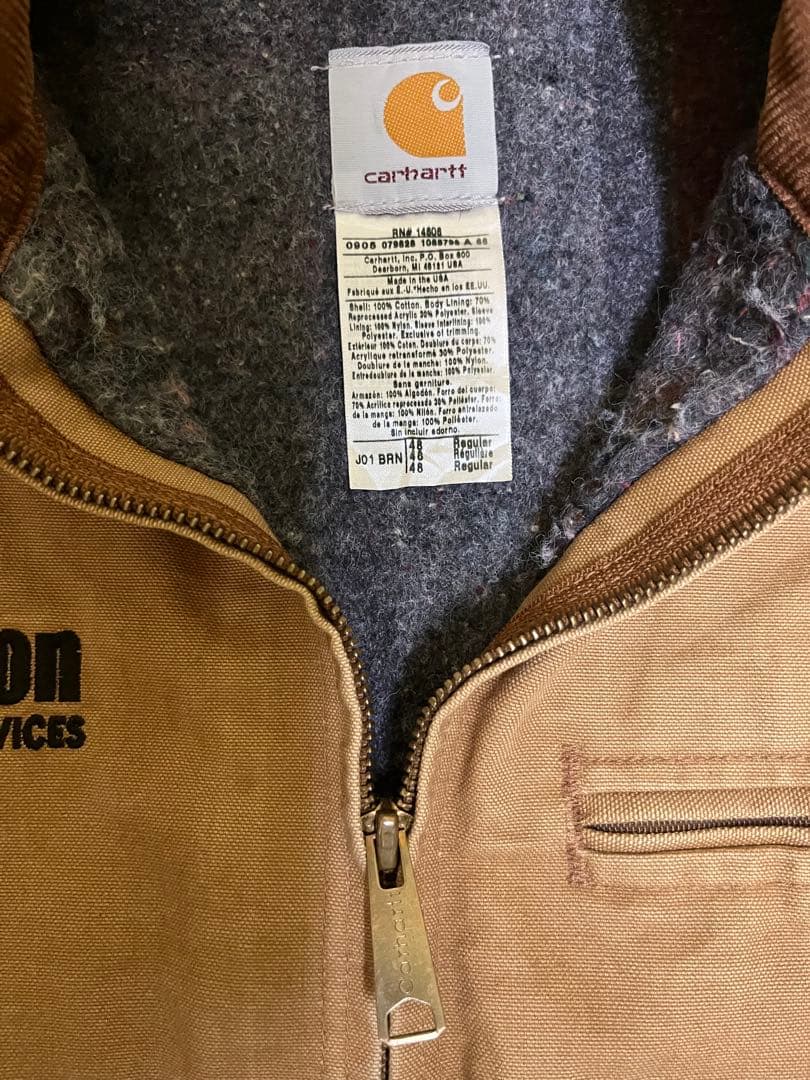 carhartt
RN# 14806
Carhartt, Inc. P.O. Box 600
Dearborn, MI 48121 USA
Made in the USA
Fabriqué aux É.-U.*Hecho en los EE.UU.
Shell: 100% Cotton. Body Lining: 70%
Reprocessed Acrylic 30% Polyester. Sleeve
Lining: 100% Nylon. Sleeve Interlining: 100%
Polyester. Exclusive of trimming.
Extérieur 100% Coton. Doublure du corps: 70%
Acrylique retransformé 30% Polyester.
Doublure de la manche: 100% Nylon.
Entredoublure de la manche: 100% Polyester.
Sans garniture.
Armazón: 100% Algodón. Forro del cuerpo:
70% Acrílico reprocesado 30% Poliéster. Forro
de la manga: 100% Nilón. Forro entrelazado
de la manga: 100% Poliéster.
Sin incluir adorno.
48 Regular
J01 BRN 48 Régulière
48 Regular
on
VICES
Carhartt